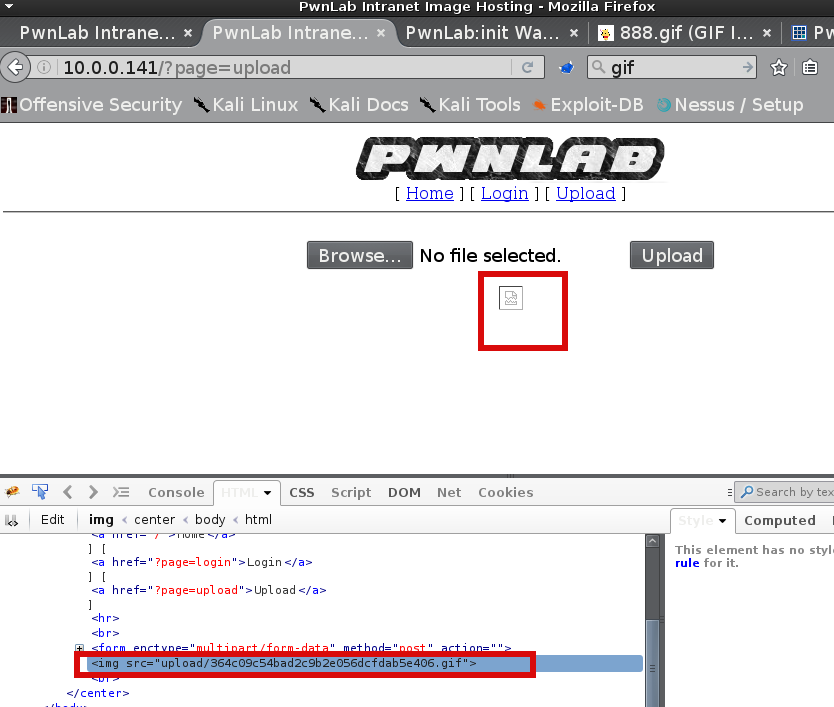 PwnLab Intranet Image Hosting - Mozilla Firefox
PwnLab Intranet... × PwnLab Intranet... × PwnLab:init Wa... × 888.gif (GIF I... × Pw
10.0.0.141/?page=upload gif
Offensive Security Kali Linux Kali Docs Kali Tools Exploit-DB Nessus / Setup
PWNLAB
[ Home ] [ Login ] [ Upload ]
Browse... No file selected. Upload
Console HTML CSS Script DOM Net Cookies Search by tex
Edit img < center < body < html Style Computed
<a href="/">Home</a>
] [
<a href="?page=login">Login</a>
] [
<a href="?page=upload">Upload</a>
]
<hr>
<br>
<form enctype="multipart/form-data" method="post" action="">
<img src="upload/364c09c54bad2c9b2e056dcfdab5e406.gif">
<br>
</center>
</body>
This element has no style
rule for it.